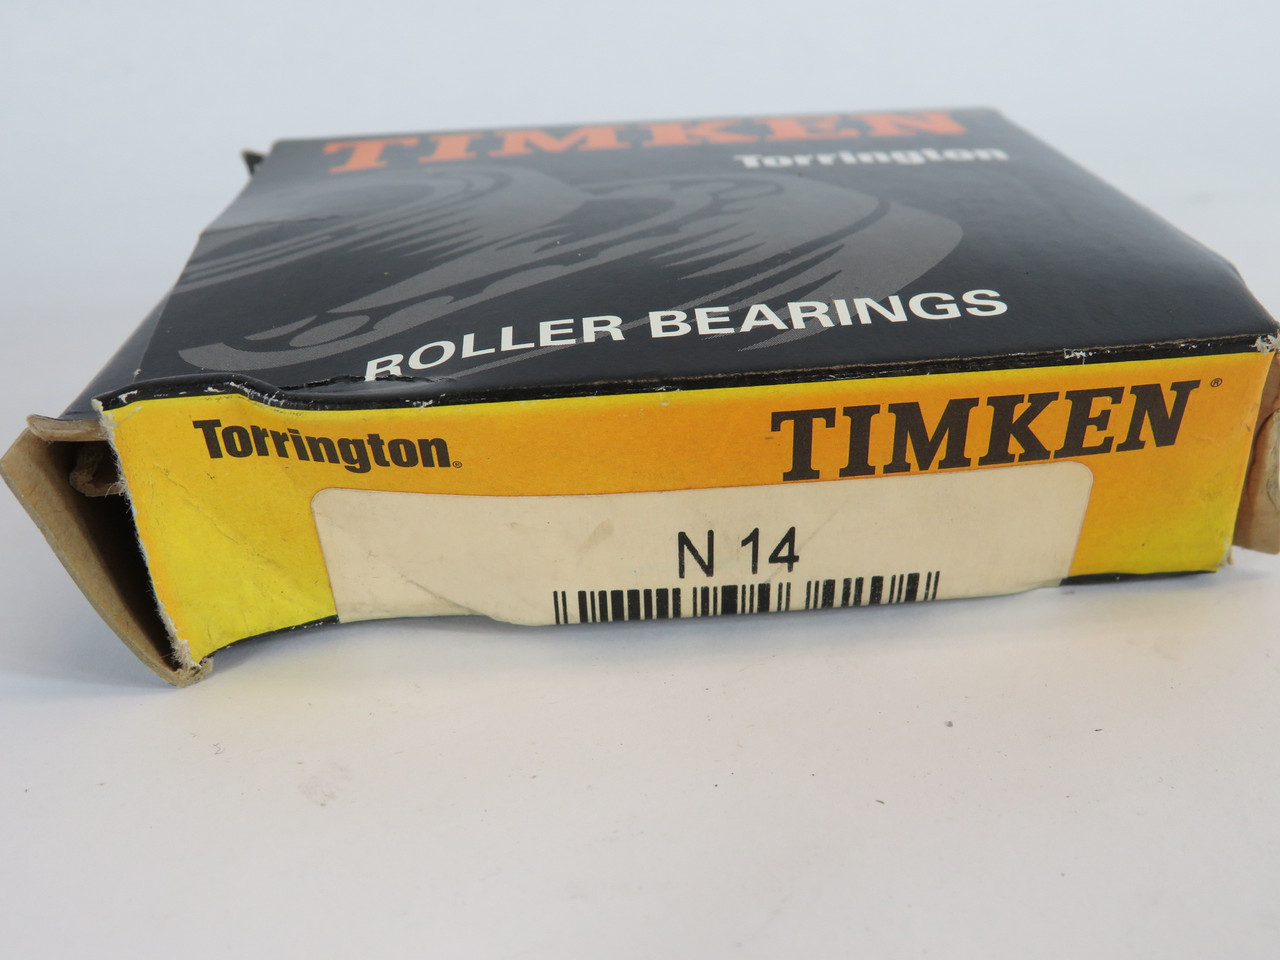 TIMKEN
Torrington
ROLLER BEARINGS
Torrington® TIMKEN®
N 14